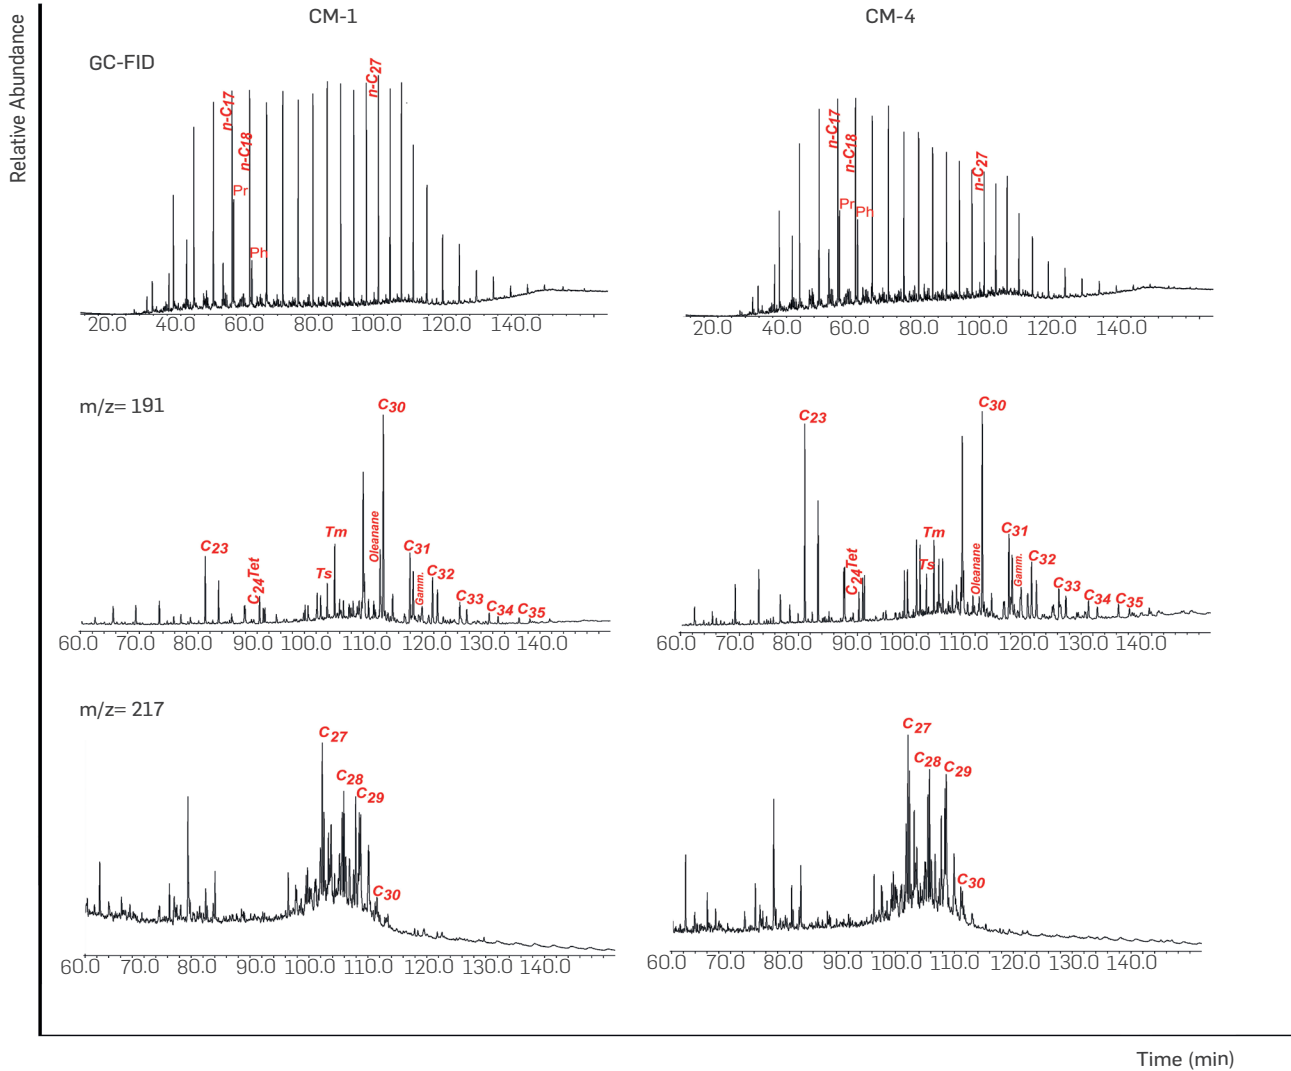 Relative Abundance
CM-1
CM-4
GC-FID
n-C17
n-C18
Pr
Ph
n-C27
20.0 40.0 60.0 80.0 100.0 120.0 140.0
n-C17
n-C18
Pr
Ph
n-C27
20.0 40.0 60.0 80.0 100.0 120.0 140.0
m/z= 191
C23
C24Tet
Ts
Tm
Oleanane
C30
C31
Gamm.
C32
C33
C34
C35
60.0 70.0 80.0 90.0 100.0 110.0 120.0 130.0 140.0
C23
C24Tet
Ts
Tm
Oleanane
C30
C31
Gamm.
C32
C33
C34
C35
60.0 70.0 80.0 90.0 100.0 110.0 120.0 130.0 140.0
m/z= 217
C27
C28
C29
C30
60.0 70.0 80.0 90.0 100.0 110.0 120.0 130.0 140.0
C27
C28
C29
C30
60.0 70.0 80.0 90.0 100.0 110.0 120.0 130.0 140.0
Time (min)